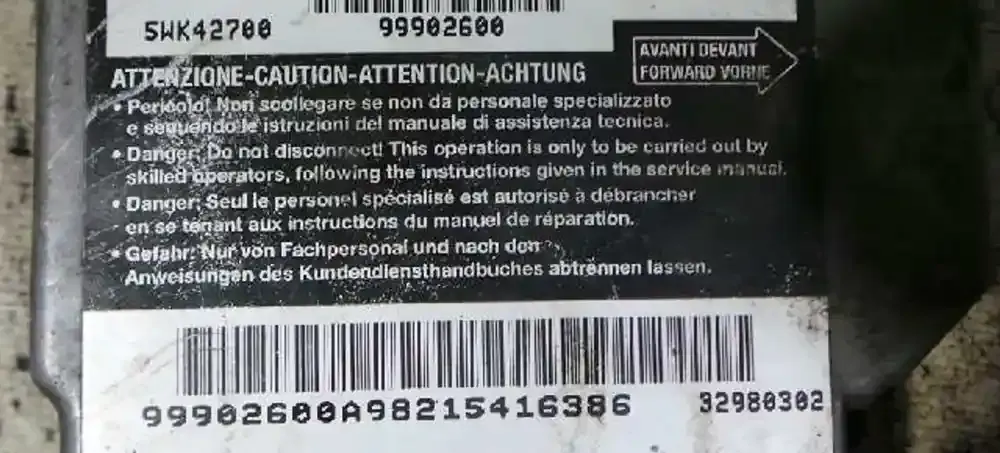 5WK42700 99902600
AVANTI DEVANT
FORWARD VORNE
ATTENZIONE-CAUTION-ATTENTION-ACHTUNG
• Pericolo! Non scollegare se non da personale specializzato
e seguendo le istruzioni del manuale di assistenza tecnica.
• Danger: Do not disconnect! This operation is only to be carried out by
skilled operators, following the instructions given in the service manual.
• Danger: Seul le personel spécialisé est autorisé à débrancher
en se tenant aux instructions du manuel de réparation.
• Gefahr: Nur von Fachpersonal und nach den
Anweisungen des Kundendiensthandbuches abtrennen lassen.
99902600A98215416386 32980302